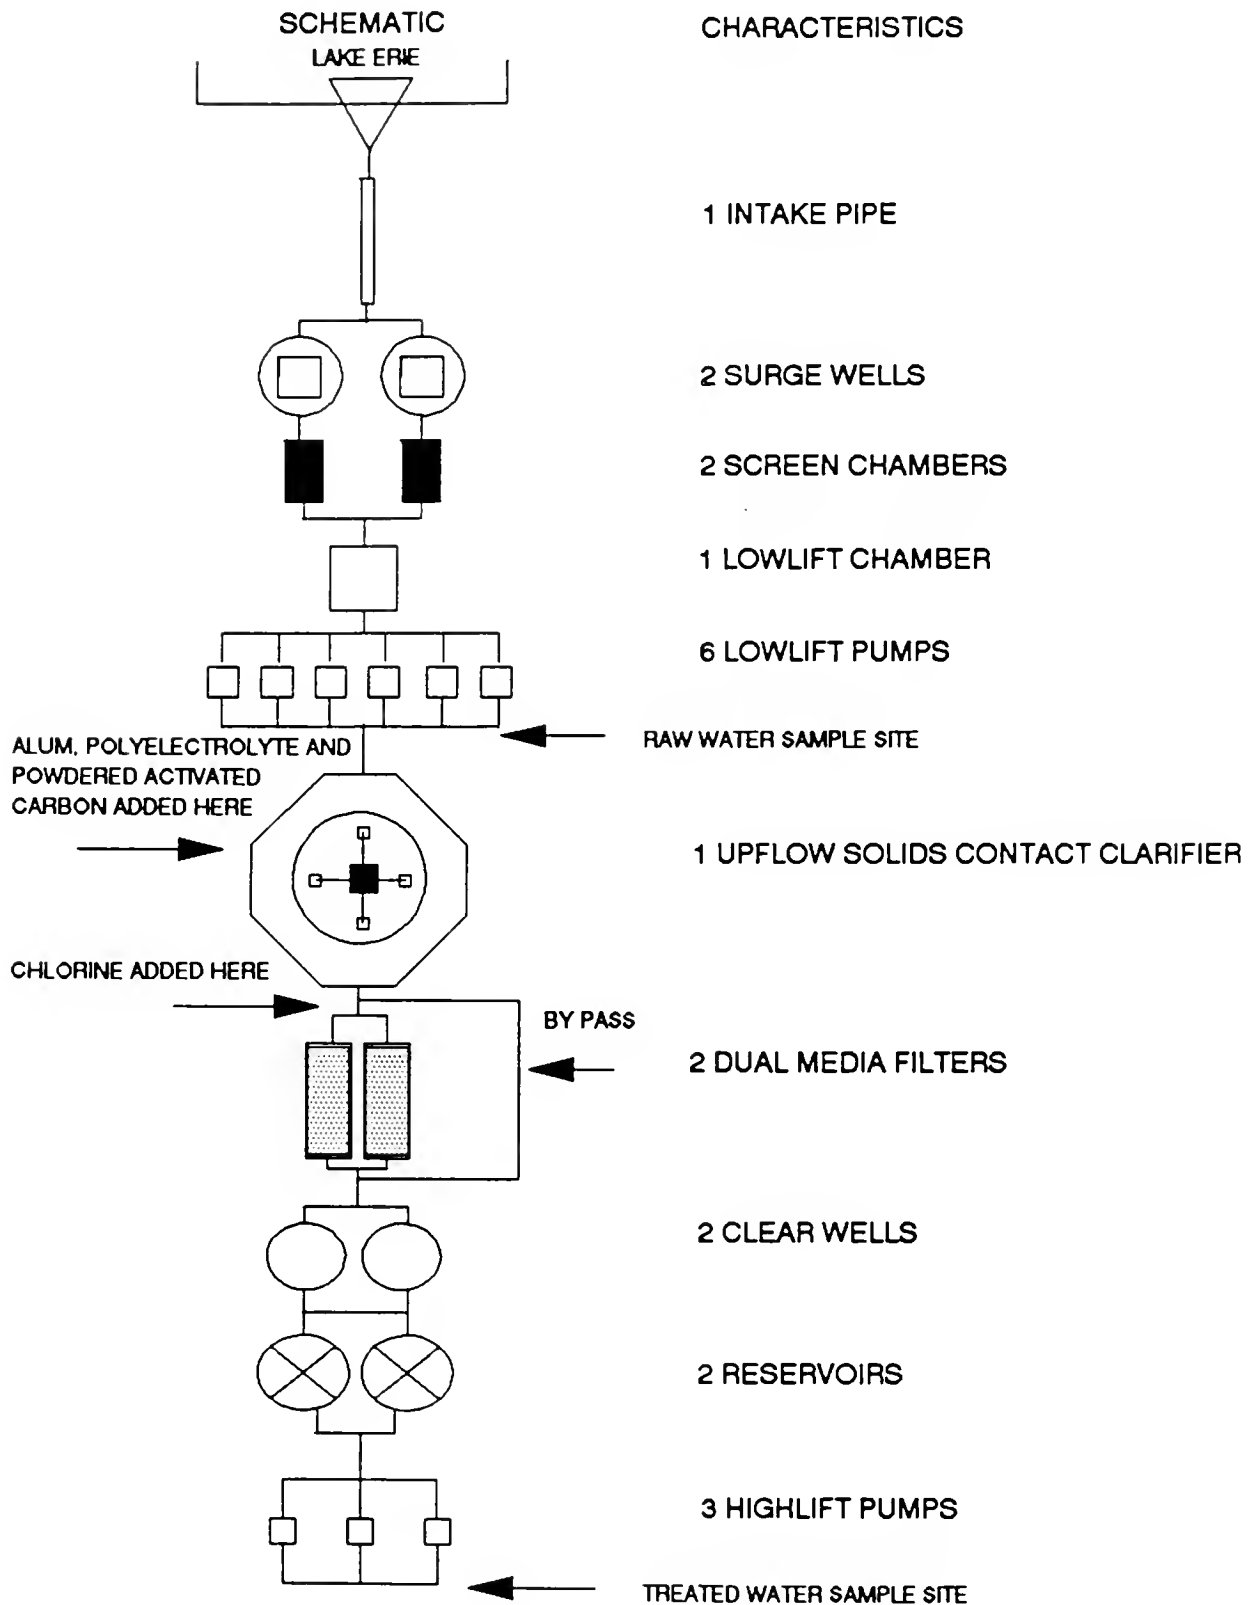 SCHEMATIC
CHARACTERISTICS
LAKE ERIE
1 INTAKE PIPE
2 SURGE WELLS
2 SCREEN CHAMBERS
1 LOWLIFT CHAMBER
6 LOWLIFT PUMPS
RAW WATER SAMPLE SITE
ALUM, POLYELECTROLYTE AND
POWDERED ACTIVATED
CARBON ADDED HERE
1 UPFLOW SOLIDS CONTACT CLARIFIER
CHLORINE ADDED HERE
BY PASS
2 DUAL MEDIA FILTERS
2 CLEAR WELLS
2 RESERVOIRS
3 HIGHLIFT PUMPS
TREATED WATER SAMPLE SITE